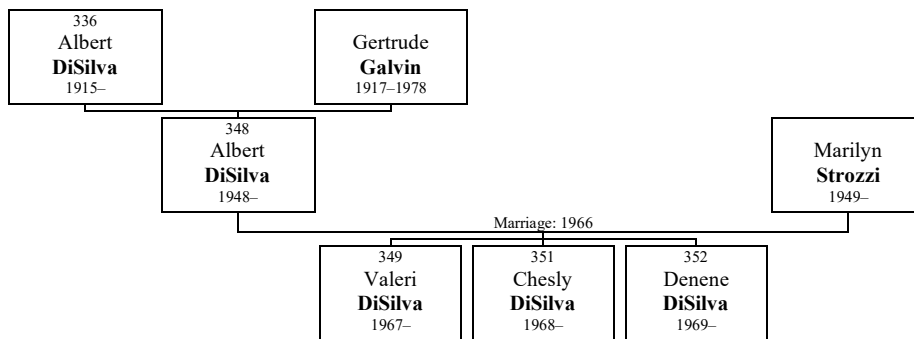 336
Albert
DiSilva
1915–
Gertrude
Galvin
1917–1978
348
Albert
DiSilva
1948–
Marilyn
Strozzi
1949–
Marriage: 1966
349
Valeri
DiSilva
1967–
351
Chesly
DiSilva
1968–
352
Denene
DiSilva
1969–